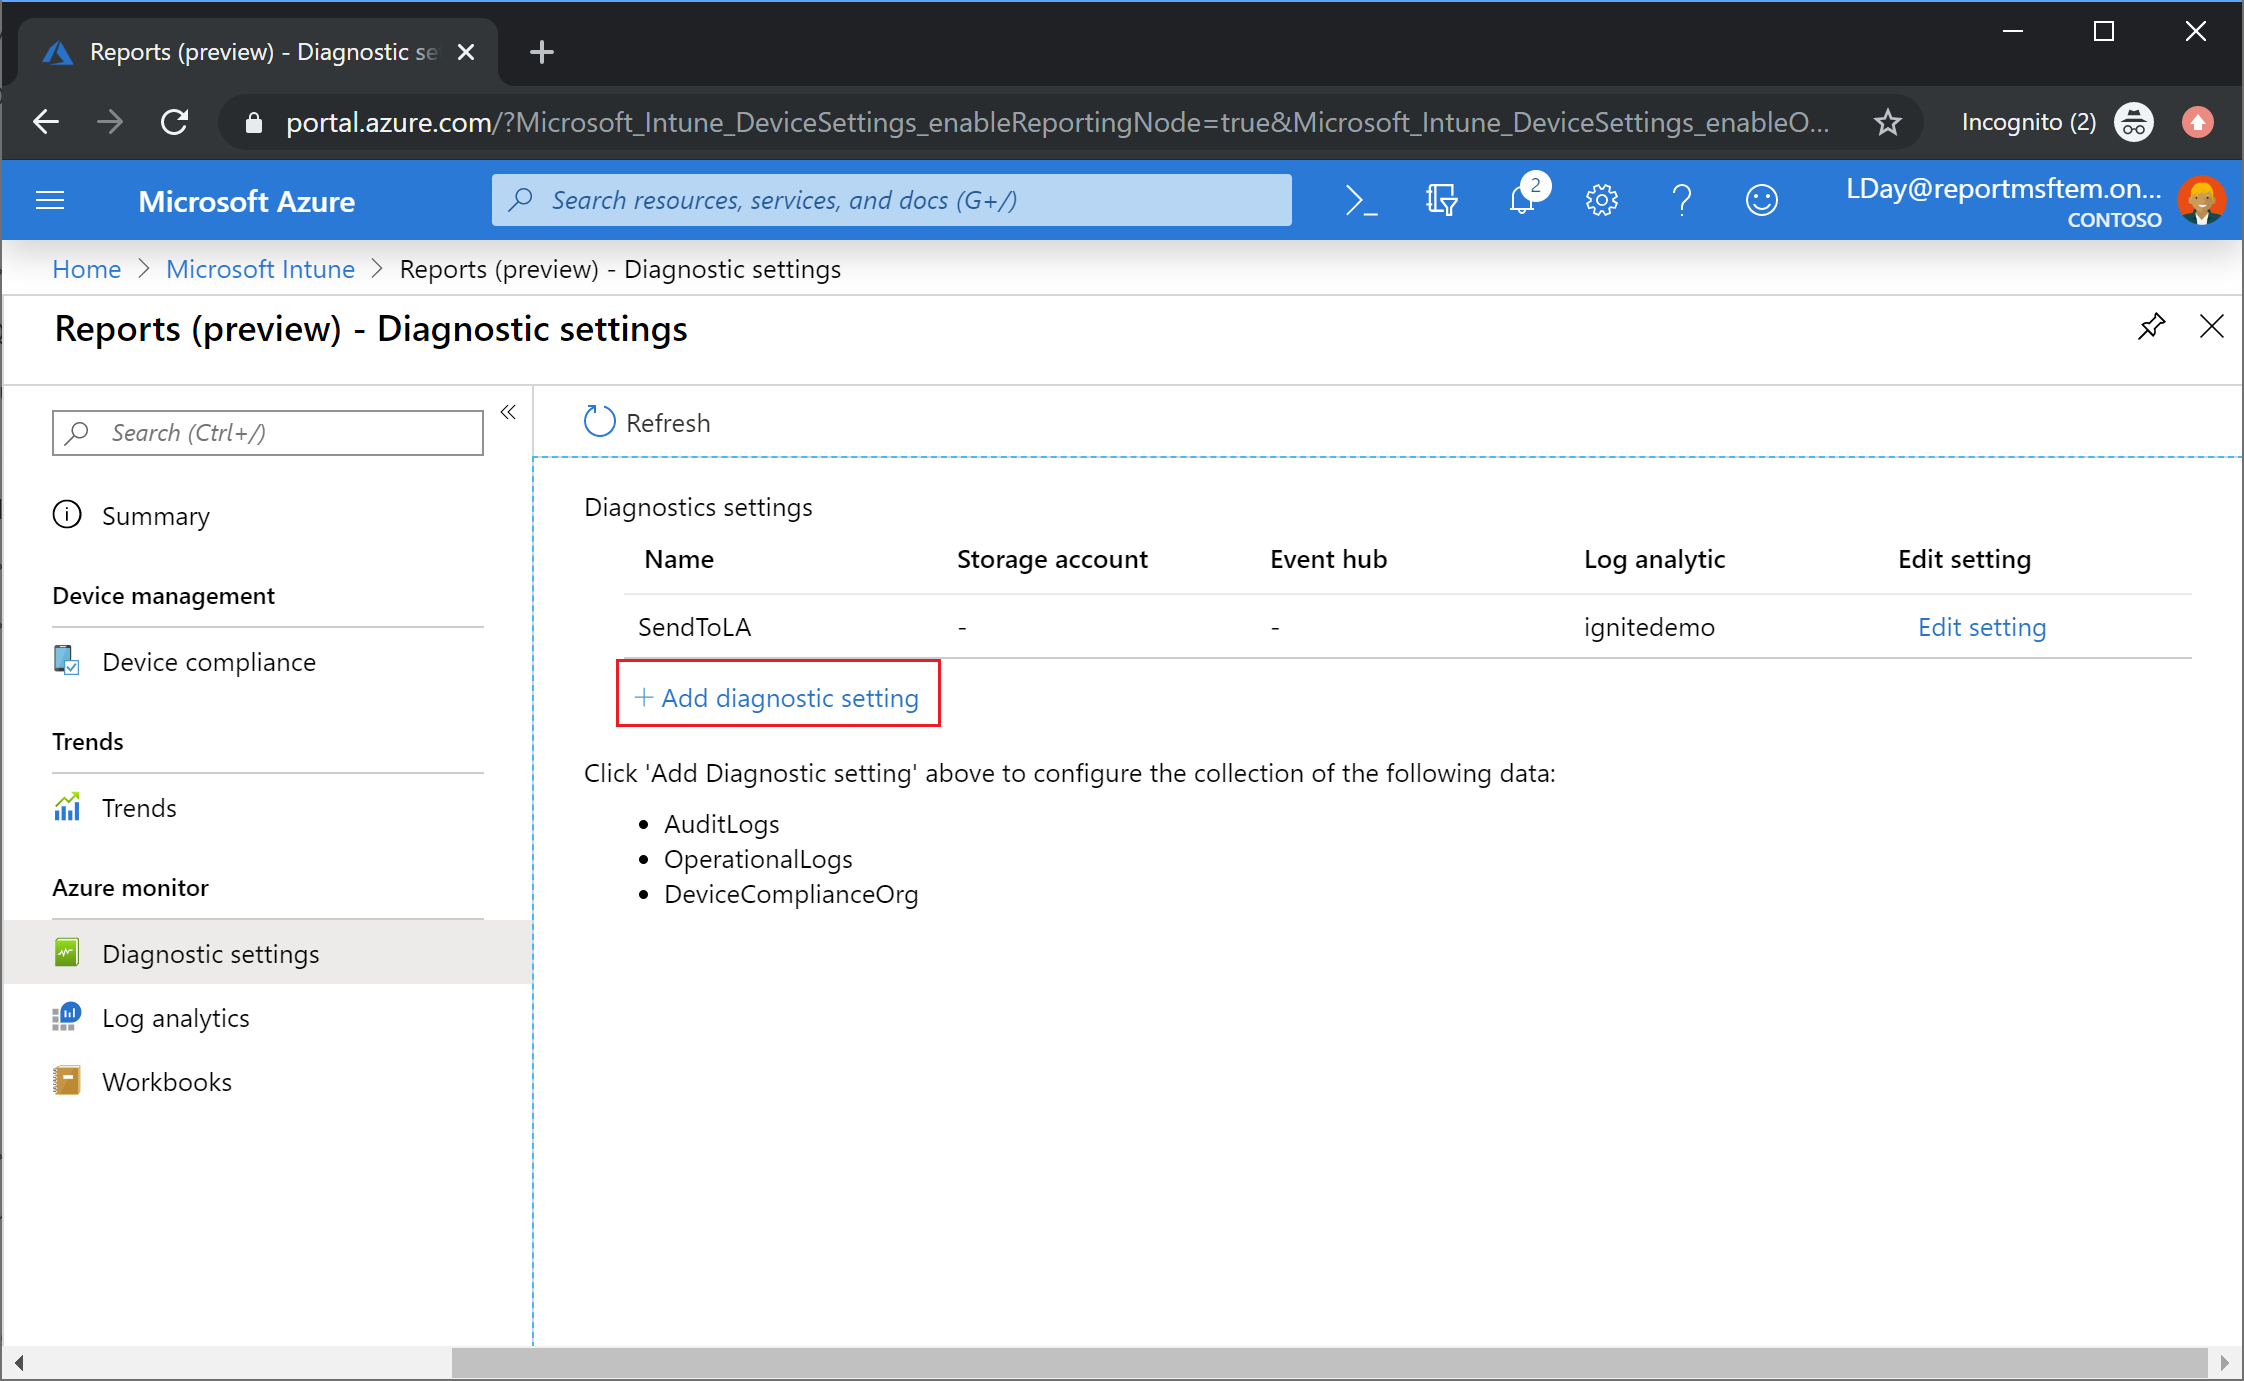 Reports (preview) - Diagnostic se
portal.azure.com/?Microsoft_Intune_DeviceSettings_enableReportingNode=true&Microsoft_Intune_DeviceSettings_enableO...
Incognito (2)
Microsoft Azure
Search resources, services, and docs (G+/)
2
LDay@reportmsftem.on...
CONTOSO
Home > Microsoft Intune > Reports (preview) - Diagnostic settings
Reports (preview) - Diagnostic settings
Search (Ctrl+/)
Summary
Device management
Device compliance
Trends
Trends
Azure monitor
Diagnostic settings
Log analytics
Workbooks
Refresh
Diagnostics settings
Name Storage account Event hub Log analytic Edit setting
SendToLA - - ignitedemo Edit setting
+ Add diagnostic setting
Click 'Add Diagnostic setting' above to configure the collection of the following data:
• AuditLogs
• OperationalLogs
• DeviceComplianceOrg